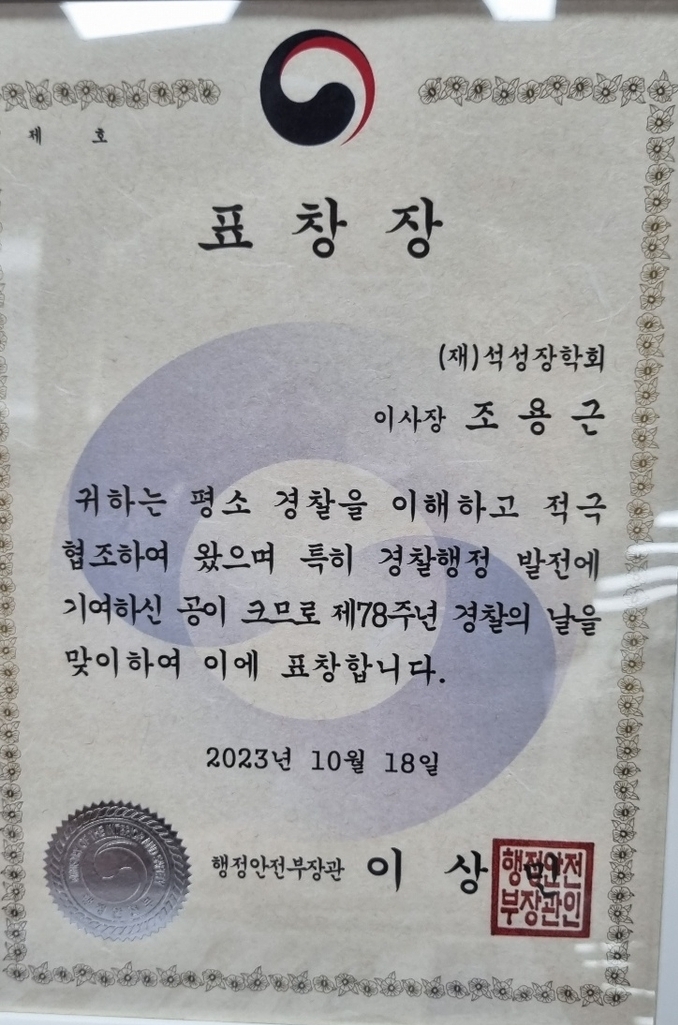 제 호
표 창 장
(재)석성장학회
이사장 조 용 근
귀하는 평소 경찰을 이해하고 적극
협조하여 왔으며 특히 경찰행정 발전에
기여하신 공이 크므로 제78주년 경찰의 날을
맞이하여 이에 표창합니다.
2023년 10월 18일
행정안전부장관 이 상 민
행정안전
부장관인